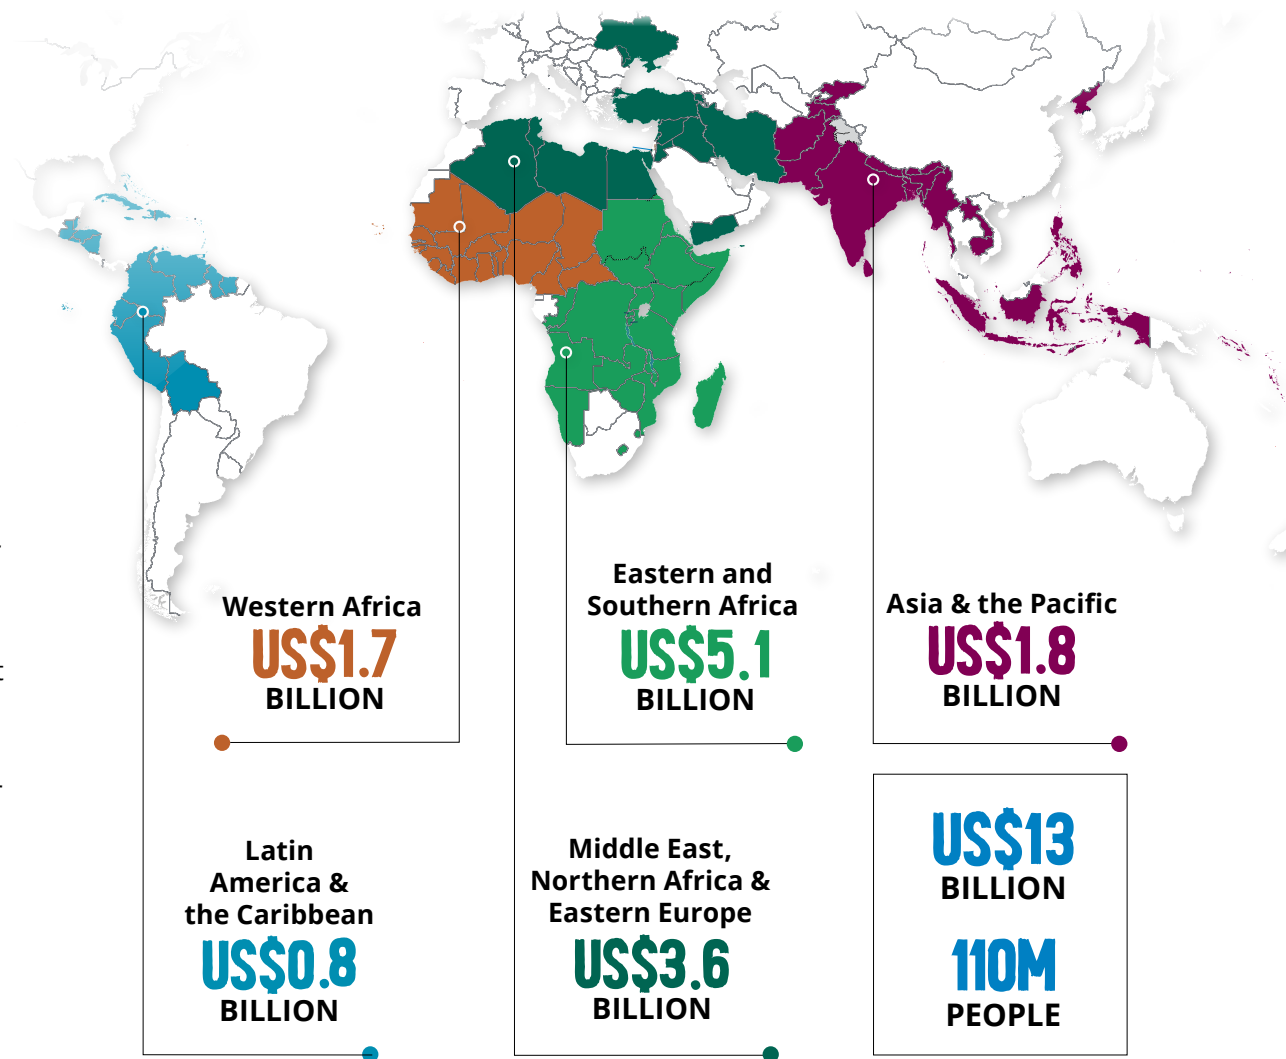 Western Africa
US$1.7
BILLION
Eastern and
Southern Africa
US$5.1
BILLION
Asia & the Pacific
US$1.8
BILLION
Latin
America &
the Caribbean
US$0.8
BILLION
Middle East,
Northern Africa &
Eastern Europe
US$3.6
BILLION
US$13
BILLION
110M
PEOPLE